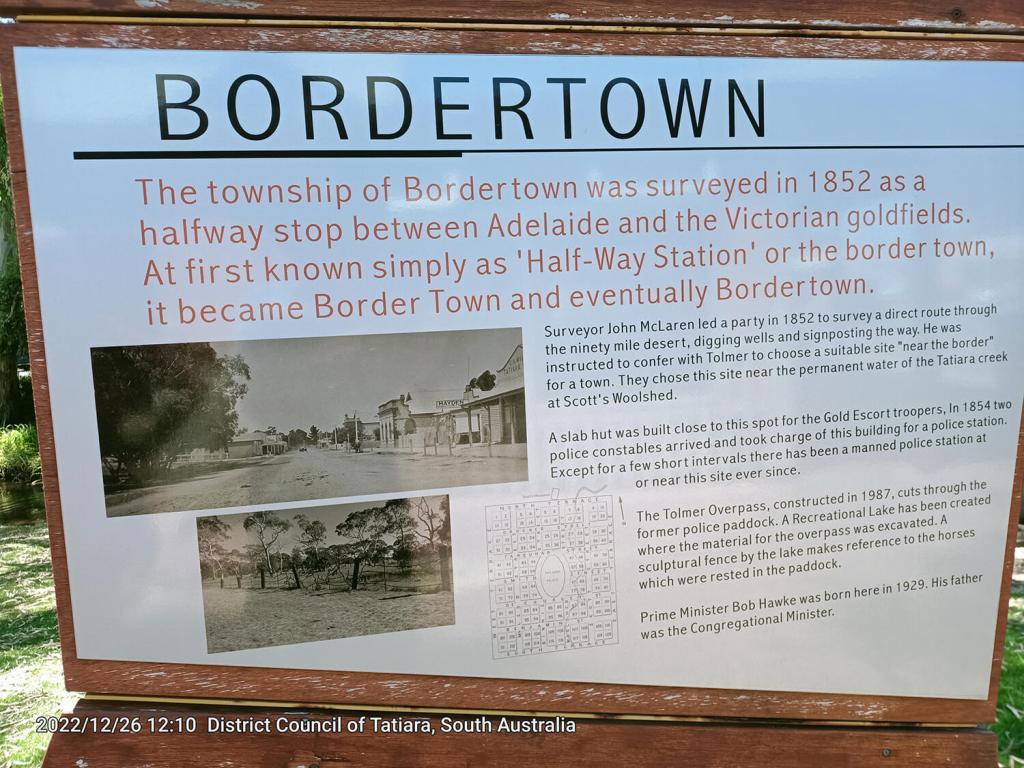 BORDERTOWN
The township of Bordertown was surveyed in 1852 as a
halfway stop between Adelaide and the Victorian goldfields.
At first known simply as 'Half-Way Station' or the border town,
it became Border Town and eventually Bordertown.
Surveyor John McLaren led a party in 1852 to survey a direct route through
the ninety mile desert, digging wells and signposting the way. He was
instructed to confer with Tolmer to choose a suitable site "near the border"
for a town. They chose this site near the permanent water of the Tatiara creek
at Scott's Woolshed.
A slab hut was built close to this spot for the Gold Escort troopers, In 1854 two
police constables arrived and took charge of this building for a police station.
Except for a few short intervals there has been a manned police station at
or near this site ever since.
The Tolmer Overpass, constructed in 1987, cuts through the
former police paddock. A Recreational Lake has been created
where the material for the overpass was excavated. A
sculptural fence by the lake makes reference to the horses
which were rested in the paddock.
Prime Minister Bob Hawke was born here in 1929. His father
was the Congregational Minister.
2022/12/26 12:10 District Council of Tatiara, South Australia